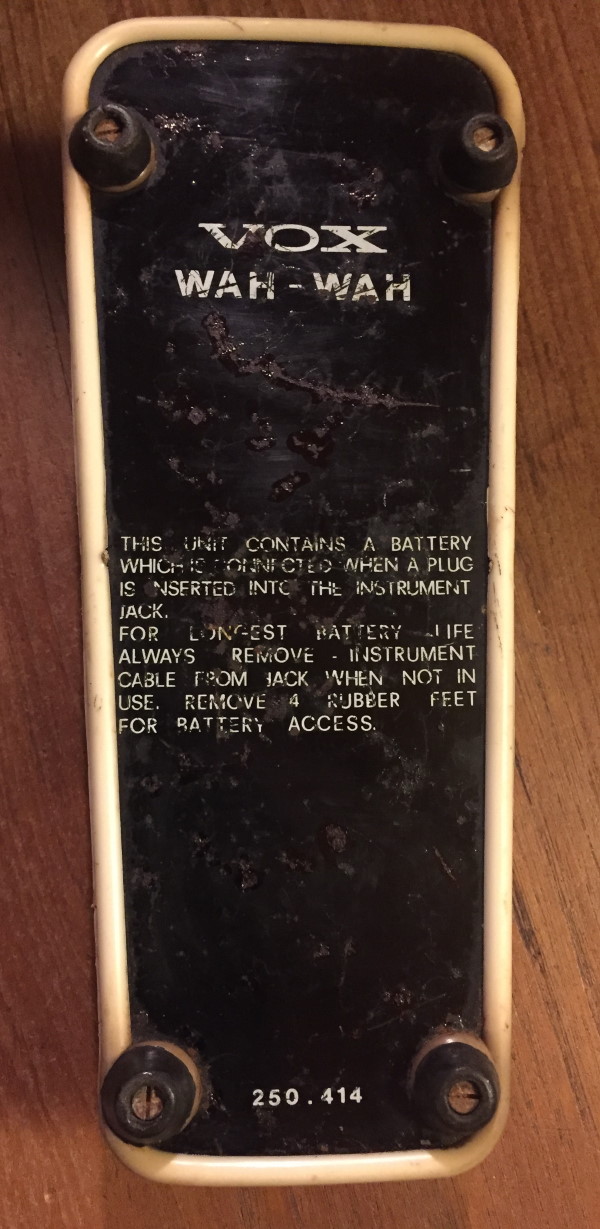 VOX
WAH - WAH
THIS UNIT CONTAINS A BATTERY
WHICH IS CONNECTED WHEN A PLUG
IS INSERTED INTO THE INSTRUMENT
JACK.
FOR LONGEST BATTERY LIFE
ALWAYS REMOVE - INSTRUMENT
CABLE FROM JACK WHEN NOT IN
USE. REMOVE 4 RUBBER FEET
FOR BATTERY ACCESS.
250.414